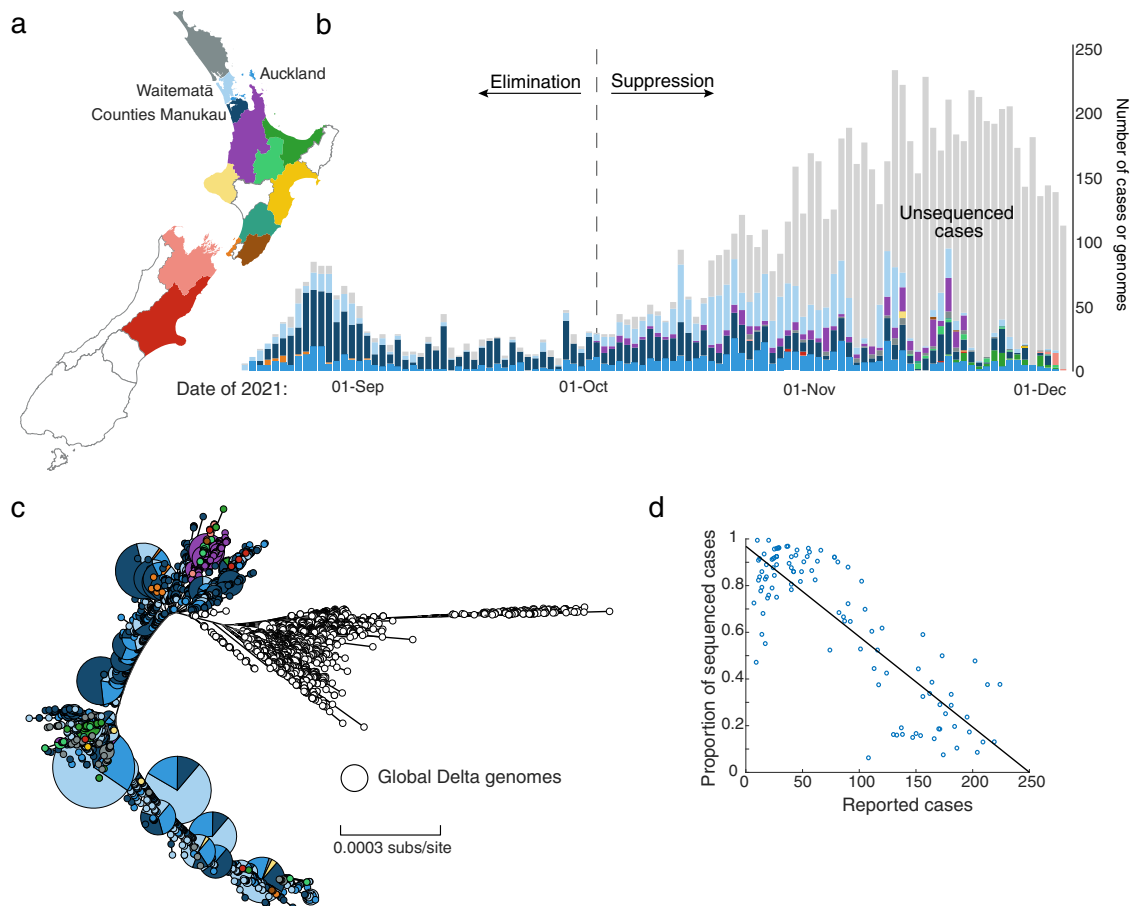 a
b
Auckland
Waitematā
Counties Manukau
Elimination
Suppression
Unsequenced
cases
250
200
150
100
50
0
Number of cases or genomes
Date of 2021:
01-Sep
01-Oct
01-Nov
01-Dec
c
Global Delta genomes
0.0003 subs/site
d
Proportion of sequenced cases
1
0.8
0.6
0.4
0.2
0
0
50
100
150
200
250
Reported cases